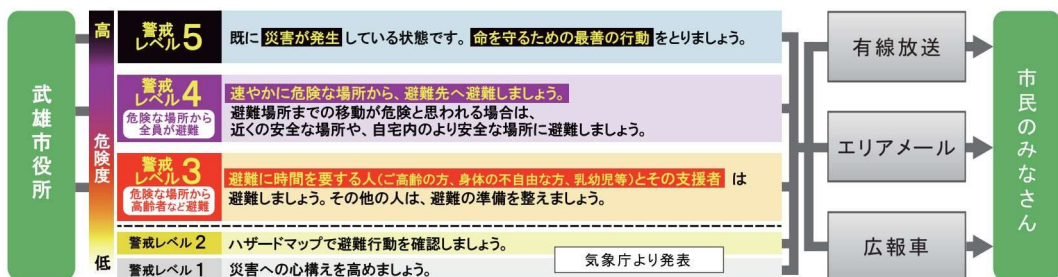 武雄市役所
高
危険度
低
警戒
レベル5
既に災害が発生している状態です。命を守るための最善の行動をとりましょう。
警戒
レベル4
危険な場所から
全員が避難
速やかに危険な場所から、避難先へ避難しましょう。
避難場所までの移動が危険と思われる場合は、
近くの安全な場所や、自宅内のより安全な場所に避難しましょう。
警戒
レベル3
危険な場所から
高齢者など避難
避難に時間を要する人(ご高齢の方、身体の不自由な方、乳幼児等)とその支援者 は
避難しましょう。その他の人は、避難の準備を整えましょう。
警戒レベル2
ハザードマップで避難行動を確認しましょう。
警戒レベル1
災害への心構えを高めましょう。
気象庁より発表
有線放送
エリアメール
広報車
市民のみなさん